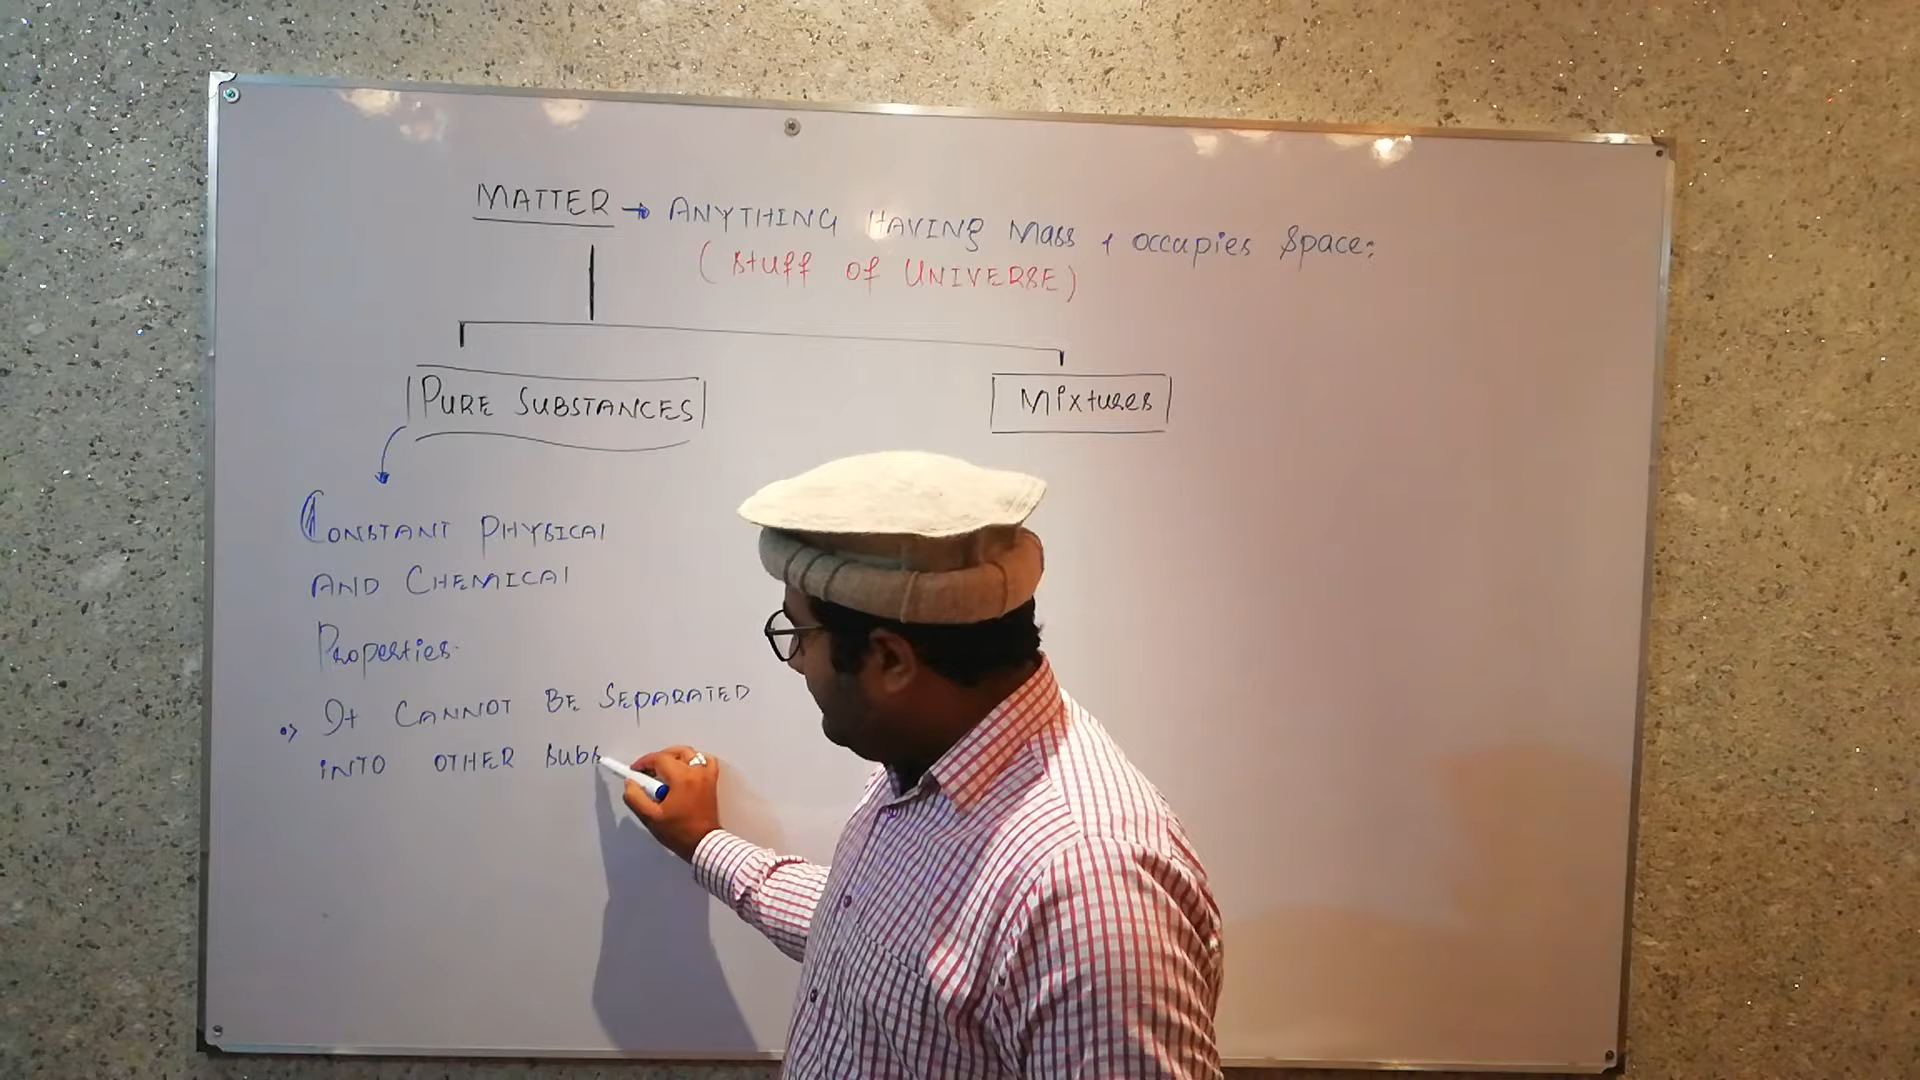 MATTER → ANYTHING HAVING MASS & OCCUPIES SPACE:
(STUFF OF UNIVERSE)
PURE SUBSTANCES
Mixtures
CONSTANT PHYSICAL
AND CHEMICAL
Properties.
It CANNOT BE SEPARATED
INTO OTHER SUBS